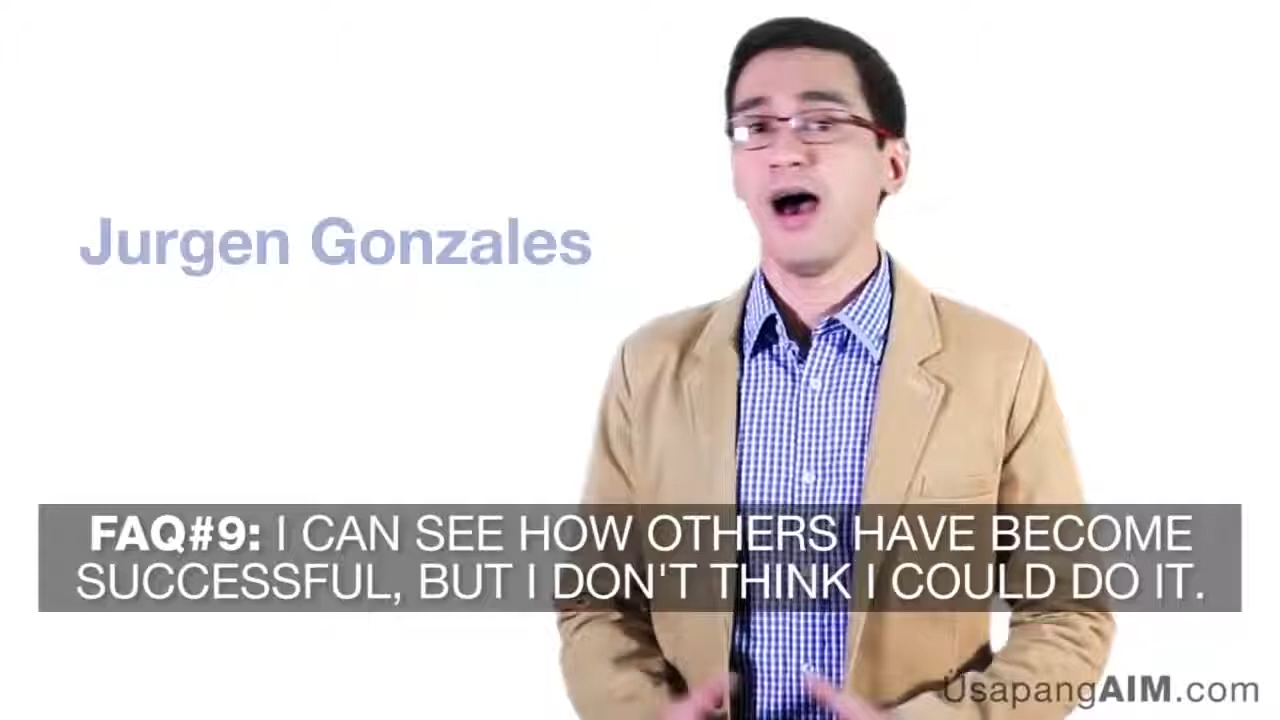 Jurgen Gonzales
FAQ#9: I CAN SEE HOW OTHERS HAVE BECOME
SUCCESSFUL, BUT I DON'T THINK I COULD DO IT.
UsapangAIM.com